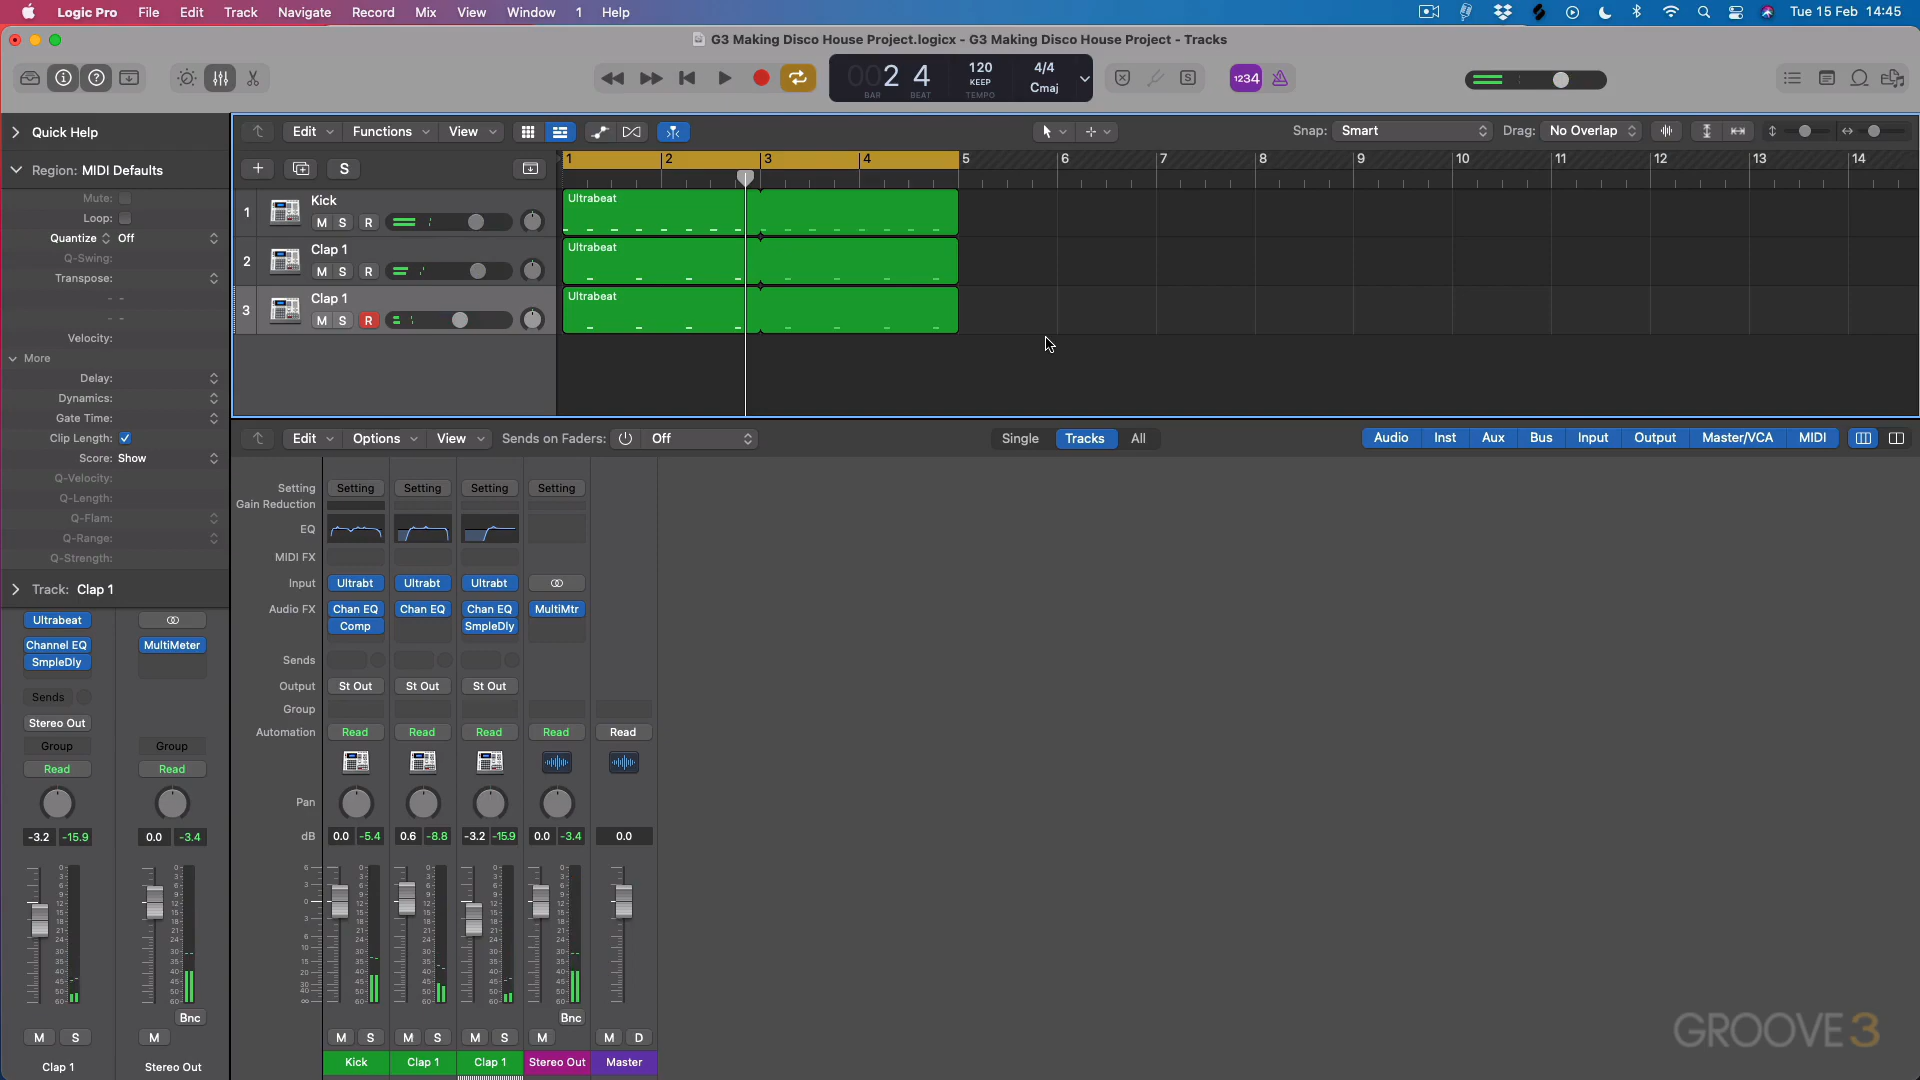 Logic Pro File Edit Track Navigate Record Mix View Window 1 Help Tue 15 Feb 14:45
G3 Making Disco House Project.logicx - G3 Making Disco House Project - Tracks
002 4 120 4/4
KEEP Cmaj
BAR BEAT TEMPO
1234
S
Quick Help
Region: MIDI Defaults
Mute:
Loop:
Quantize Off
Q-Swing:
Transpose:
Velocity:
More
Delay:
Dynamics:
Gate Time:
Clip Length:
Score: Show
Q-Velocity:
Q-Length:
Q-Flam:
Q-Range:
Q-Strength:
Track: Clap 1
Ultrabeat
Channel EQ MultiMeter
SmpleDly
Sends
Stereo Out
Group Group
Read Read
-3.2 -15.9 0.0 -3.4
Bnc
M S M
Clap 1 Stereo Out
Edit Functions View Snap: Smart Drag: No Overlap
S 1 2 3 4 5 6 7 8 9 10 11 12 13 14
1 Kick M S R Ultrabeat
2 Clap 1 M S R Ultrabeat
3 Clap 1 M S R Ultrabeat
Edit Options View Sends on Faders: Off Single Tracks All Audio Inst Aux Bus Input Output Master/VCA MIDI
Setting Setting Setting Setting Setting
Gain Reduction
EQ
MIDI FX
Input Ultrabt Ultrabt Ultrabt
Audio FX Chan EQ Chan EQ Chan EQ MultiMtr
Comp SmpleDly
Sends
Output St Out St Out St Out
Group
Automation Read Read Read Read Read
Pan
dB 0.0 -5.4 0.6 -8.8 -3.2 -15.9 0.0 -3.4 0.0
Bnc
M S M S M S M M D
Kick Clap 1 Clap 1 Stereo Out Master
GROOVE 3